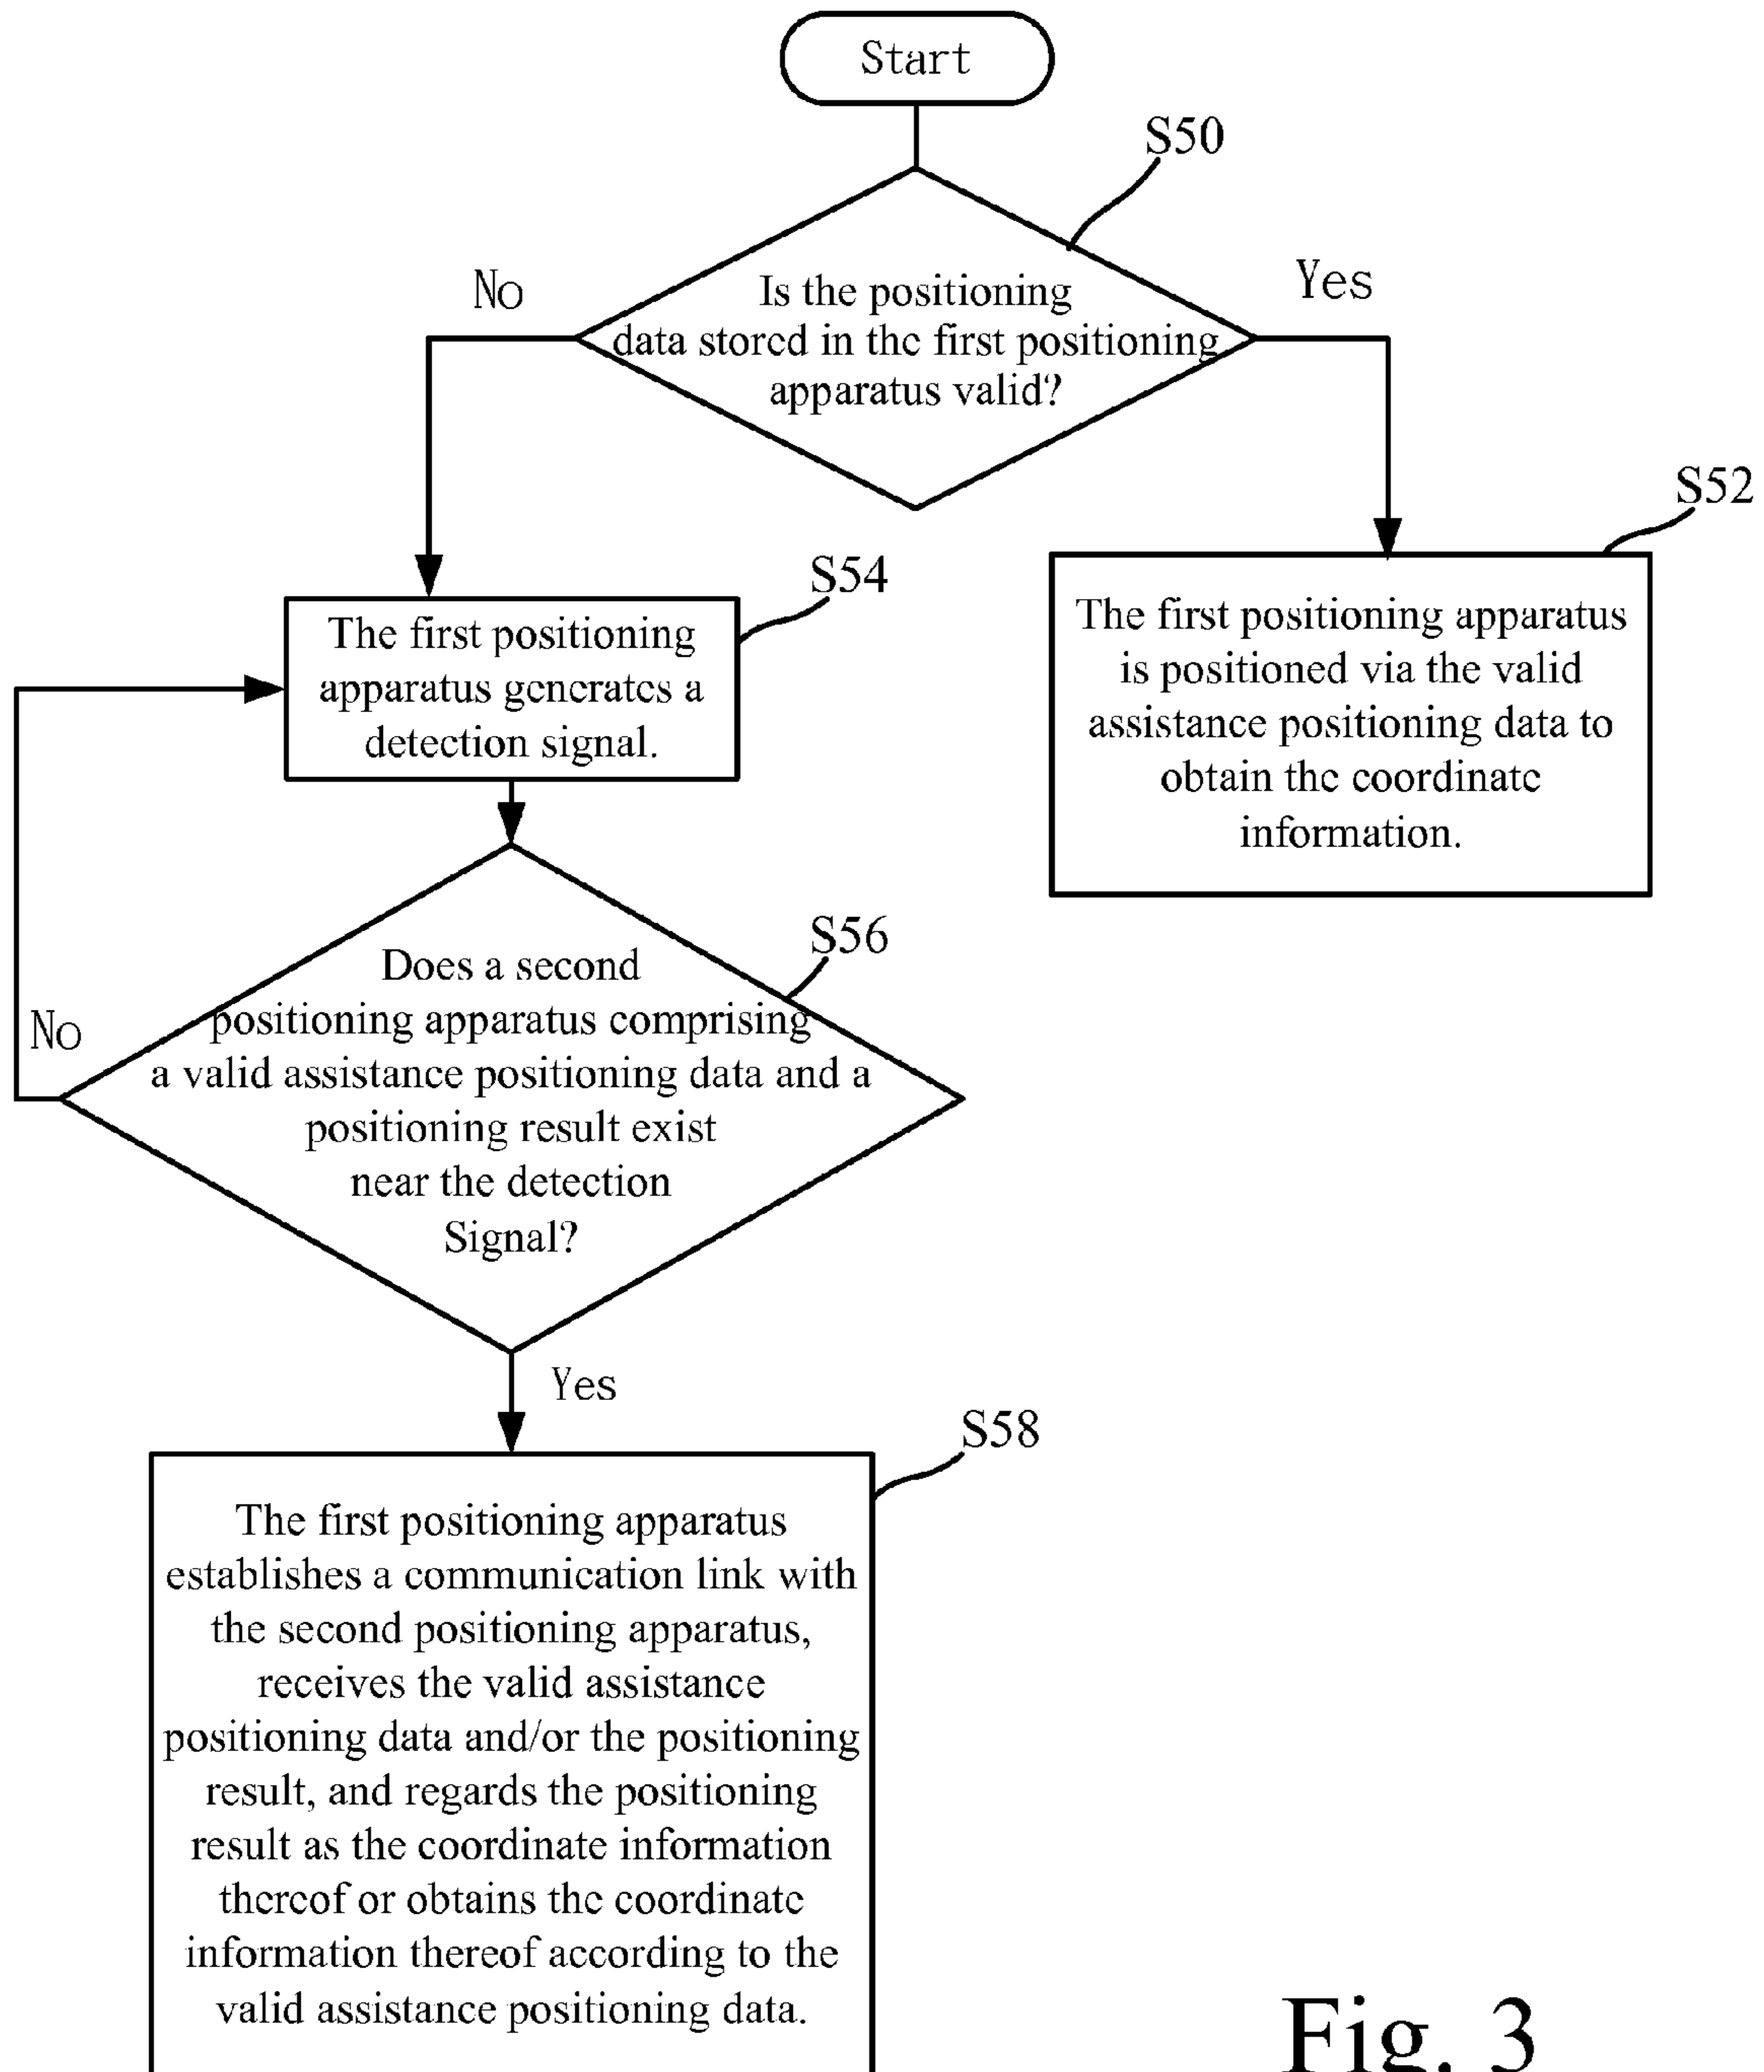 Start
S50
No
Yes
Is the positioning
data stored in the first positioning
apparatus valid?
S52
S54
The first positioning
apparatus generates a
detection signal.
The first positioning apparatus
is positioned via the valid
assistance positioning data to
obtain the coordinate
information.
S56
Does a second
positioning apparatus comprising
a valid assistance positioning data and a
positioning result exist
near the detection
Signal?
No
Yes
S58
The first positioning apparatus
establishes a communication link with
the second positioning apparatus,
receives the valid assistance
positioning data and/or the positioning
result, and regards the positioning
result as the coordinate information
thereof or obtains the coordinate
information thereof according to the
valid assistance positioning data.
Fig. 3